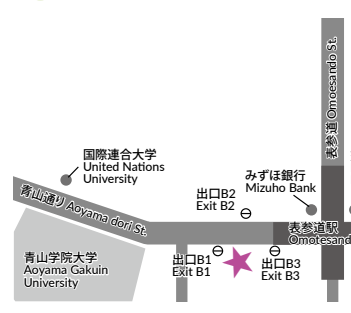 表参道 Omoesando St.
国際連合大学
United Nations
University
みずほ銀行
Mizuho Bank
出口B2
Exit B2
青山通り Aoyama dori St.
表参道駅
Omotesand
出口B1
Exit B1
出口B3
Exit B3
青山学院大学
Aoyama Gakuin
University